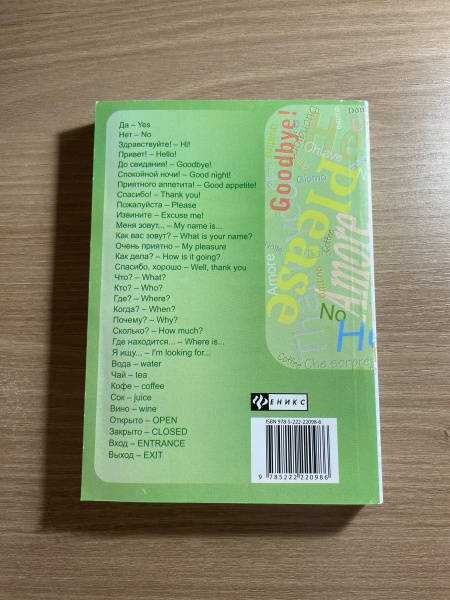 Да – Yes
Нет – No
Здравствуйте! – Hi!
Привет! – Hello!
До свидания! – Goodbye!
Спокойной ночи! – Good night!
Приятного аппетита! – Good appetite!
Спасибо! – Thank you!
Пожалуйста – Please
Извините – Excuse me!
Меня зовут... – My name is...
Как вас зовут? – What is your name?
Очень приятно – My pleasure
Как дела? – How is it going?
Спасибо, хорошо – Well, thank you
Что? – What?
Кто? – Who?
Где? – Where?
Когда? – When?
Почему? – Why?
Сколько? – How much?
Где находится... – Where is...
Я ищу... – I'm looking for...
Вода – water
Чай – tea
Кофе – coffee
Сок – juice
Вино – wine
Открыто – OPEN
Закрыто – CLOSED
Вход – ENTRANCE
Выход – EXIT
Goodbye!
Please
Amore
Giorno
No
Coffee
Che
ЕНИКС
ISBN 978-5-222-22098-6
9 785222 220986